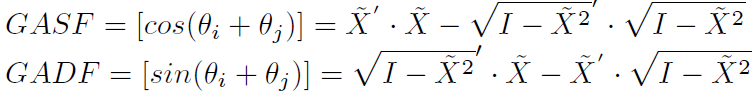 GASF = [cos(θ_i + θ_j)] = X̃′ · X̃ − √(I − X̃²)′ · √(I − X̃²)
GADF = [sin(θ_i + θ_j)] = √(I − X̃²)′ · X̃ − X̃′ · √(I − X̃²)